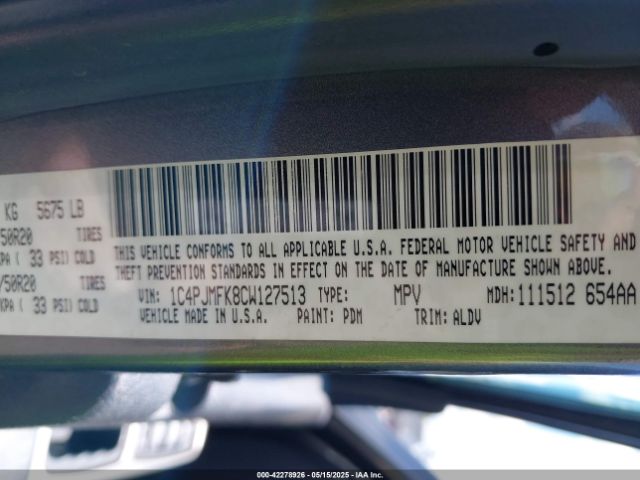 KG 5675 LB
/50R20 TIRES
KPA ( 33 PSI) COLD
/50R20 TIRES
KPA ( 33 PSI) COLD
THIS VEHICLE CONFORMS TO ALL APPLICABLE U.S.A. FEDERAL MOTOR VEHICLE SAFETY AND
THEFT PREVENTION STANDARDS IN EFFECT ON THE DATE OF MANUFACTURE SHOWN ABOVE.
VIN: 1C4PJMFK8CW127513 TYPE: MPV MDH: 111512 654AA
VEHICLE MADE IN U.S.A. PAINT: PDM TRIM: ALDV
000-42278926 - 05/15/2025 - IAA Inc.